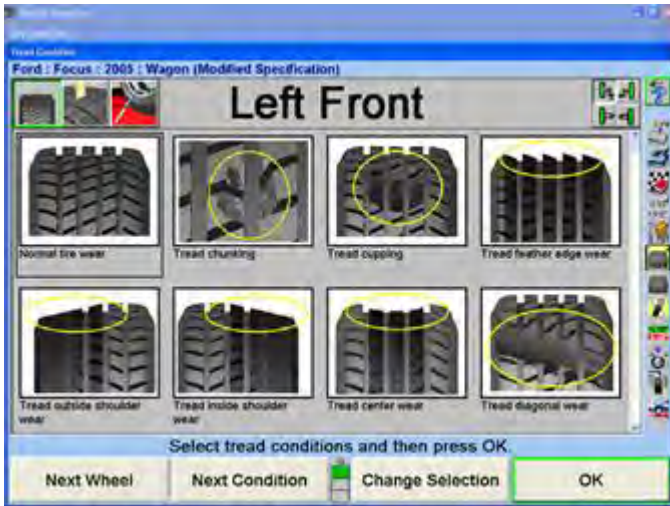 Tread Condition
Ford : Focus : 2005 : Wagon (Modified Specification)
Left Front
Normal tire wear
Tread chunking
Tread cupping
Tread feather edge wear
Tread outside shoulder
wear
Tread inside shoulder
wear
Tread center wear
Tread diagonal wear
Select tread conditions and then press OK.
Next Wheel
Next Condition
Change Selection
OK